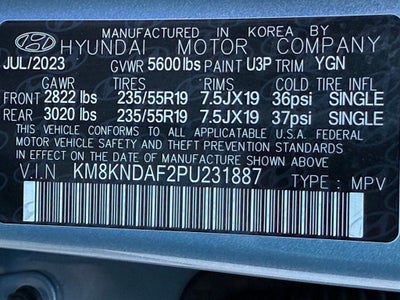 MANUFACTURED IN KOREA BY
HYUNDAI MOTOR COMPANY
JUL/2023 GVWR 5600 lbs PAINT U3P TRIM YGN
GAWR TIRES RIMS COLD TIRE INFL
FRONT 2822 lbs 235/55R19 7.5JX19 36psi SINGLE
REAR 3020 lbs 235/55R19 7.5JX19 37psi SINGLE
THIS VEHICLE CONFORMS TO ALL APPLICABLE U.S.A. FEDERAL
MOTOR VEHICLE SAFETY AND THEFT PREVENTION STANDARDS
IN EFFECT ON THE DATE OF MANUFACTURE SHOWN ABOVE.
V.I.N KM8KNDAF2PU231887 TYPE : MPV